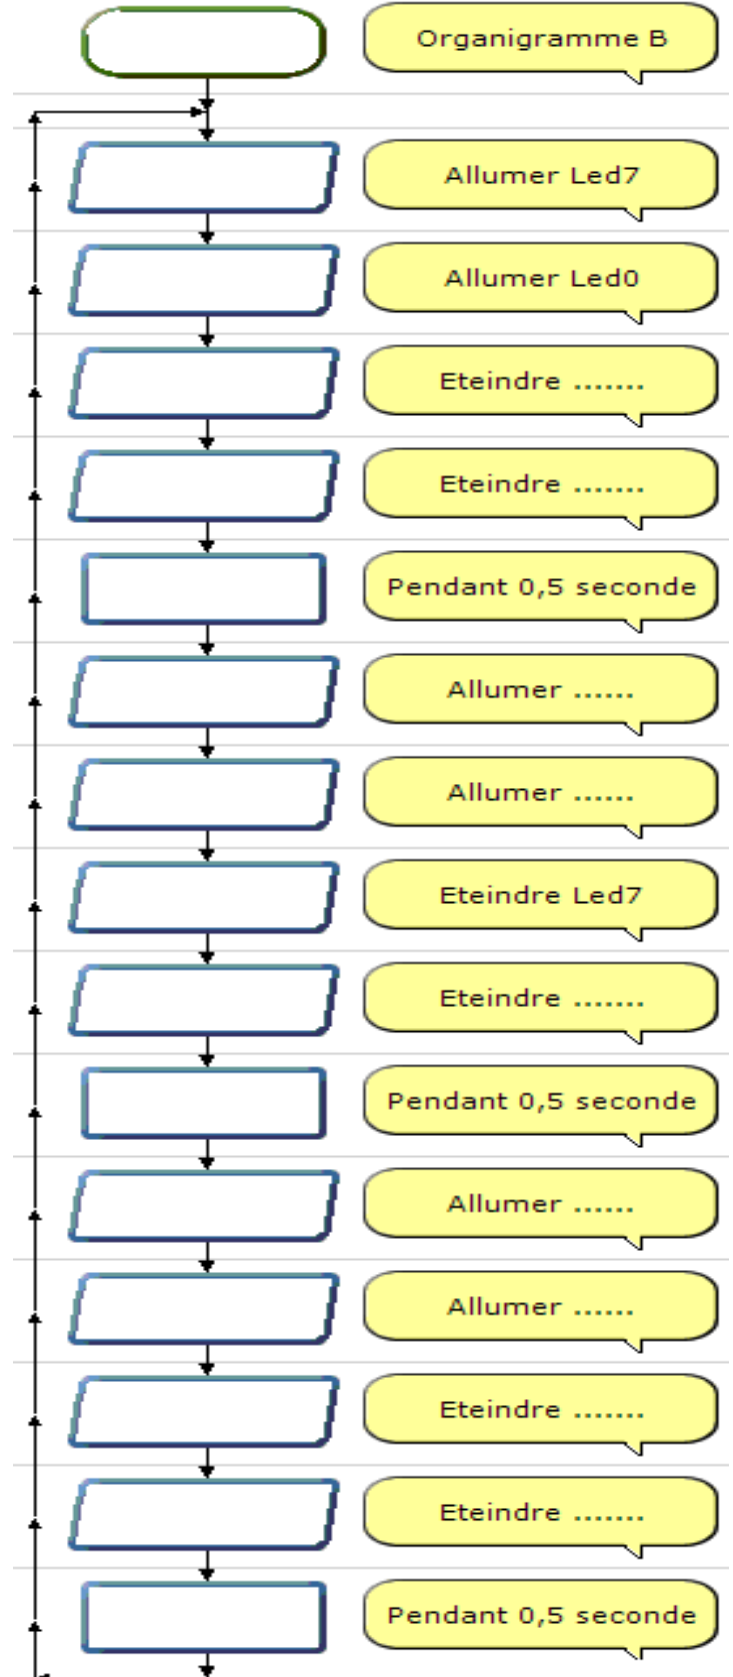 Organigramme B
Allumer Led7
Allumer Led0
Eteindre .......
Eteindre .......
Pendant 0,5 seconde
Allumer ......
Allumer ......
Eteindre Led7
Eteindre .......
Pendant 0,5 seconde
Allumer ......
Allumer ......
Eteindre .......
Eteindre .......
Pendant 0,5 seconde